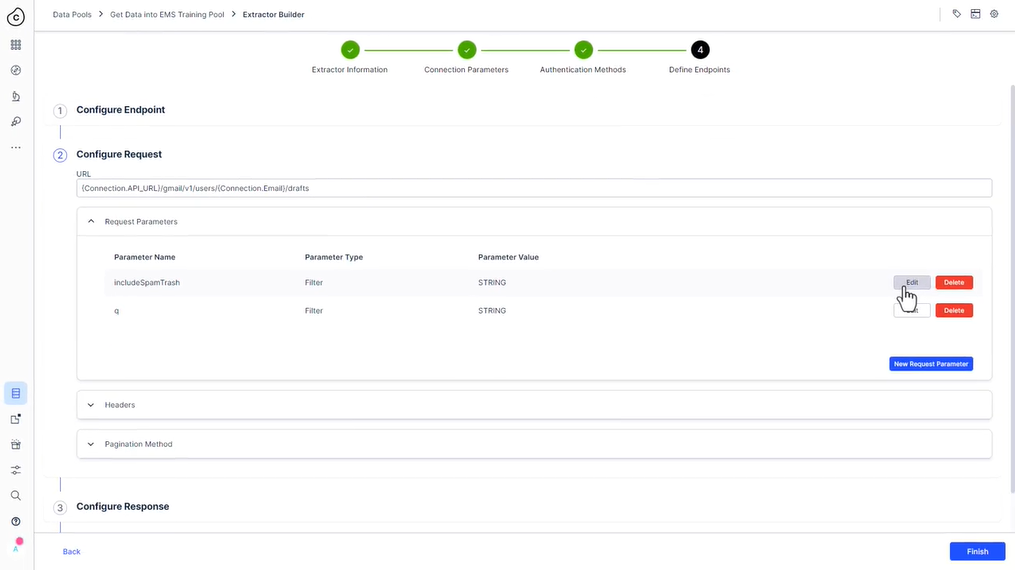 Data Pools > Get Data into EMS Training Pool > Extractor Builder
4
Extractor Information
Connection Parameters
Authentication Methods
Define Endpoints
1 Configure Endpoint
2 Configure Request
URL
{Connection.API_URL}/gmail/v1/users/{Connection.Email}/drafts
Request Parameters
Parameter Name Parameter Type Parameter Value
includeSpamTrash Filter STRING Edit Delete
q Filter STRING Delete
New Request Parameter
Headers
Pagination Method
3 Configure Response
Back
Finish